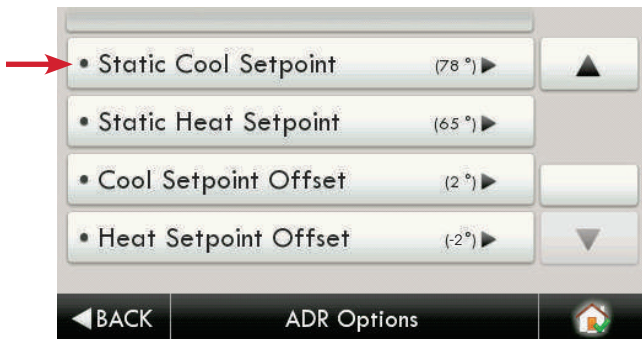 • Static Cool Setpoint (78 °)▶
• Static Heat Setpoint (65 °)▶
• Cool Setpoint Offset (2 °)▶
• Heat Setpoint Offset (-2°)▶
◀BACK ADR Options